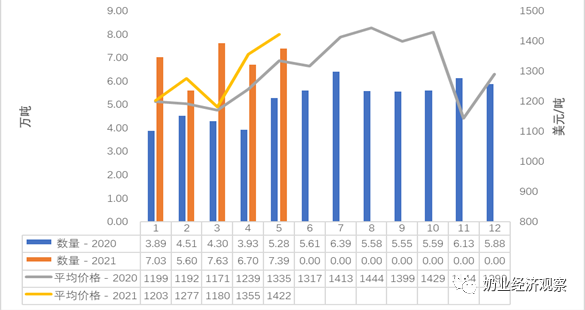 9.00 1500
8.00 1400
7.00
6.00 1300
5.00 1200
4.00
3.00 1100
2.00 1000
1.00 900
0.00 800
万吨
美元/吨
1 2 3 4 5 6 7 8 9 10 11 12
数量 - 2020 3.89 4.51 4.30 3.93 5.28 5.61 6.39 5.58 5.55 5.59 6.13 5.88
数量 - 2021 7.03 5.60 7.63 6.70 7.39 0.00 0.00 0.00 0.00 0.00 0.00 0.00
平均价格 - 2020 1199 1192 1171 1239 1335 1317 1413 1444 1399 1429
平均价格 - 2021 1203 1277 1180 1355 1422
奶业经济观察